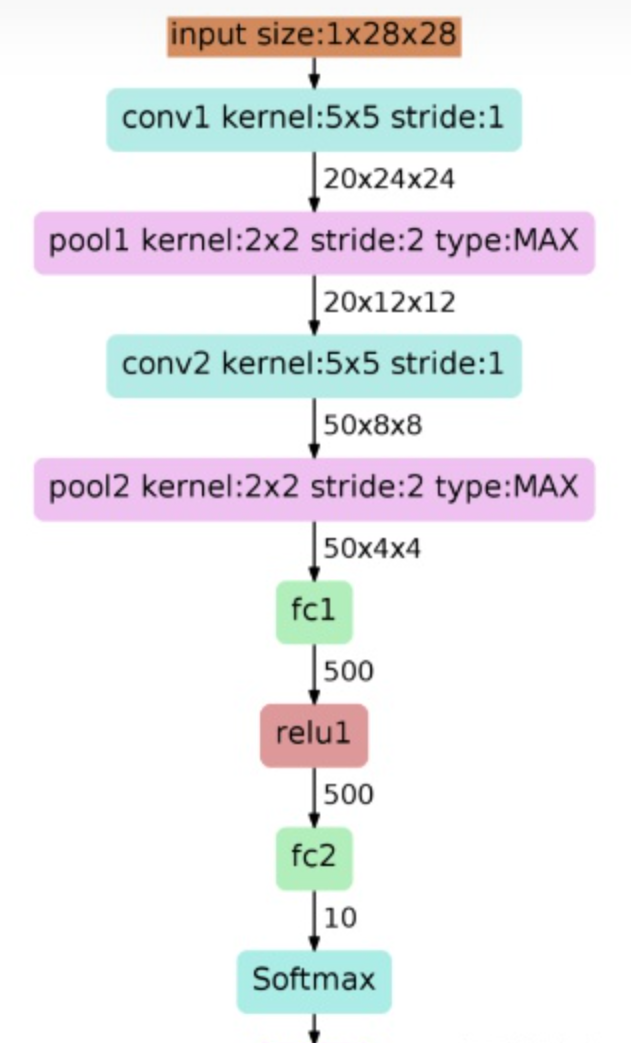 input size:1x28x28
conv1 kernel:5x5 stride:1
20x24x24
pool1 kernel:2x2 stride:2 type:MAX
20x12x12
conv2 kernel:5x5 stride:1
50x8x8
pool2 kernel:2x2 stride:2 type:MAX
50x4x4
fc1
500
relu1
500
fc2
10
Softmax